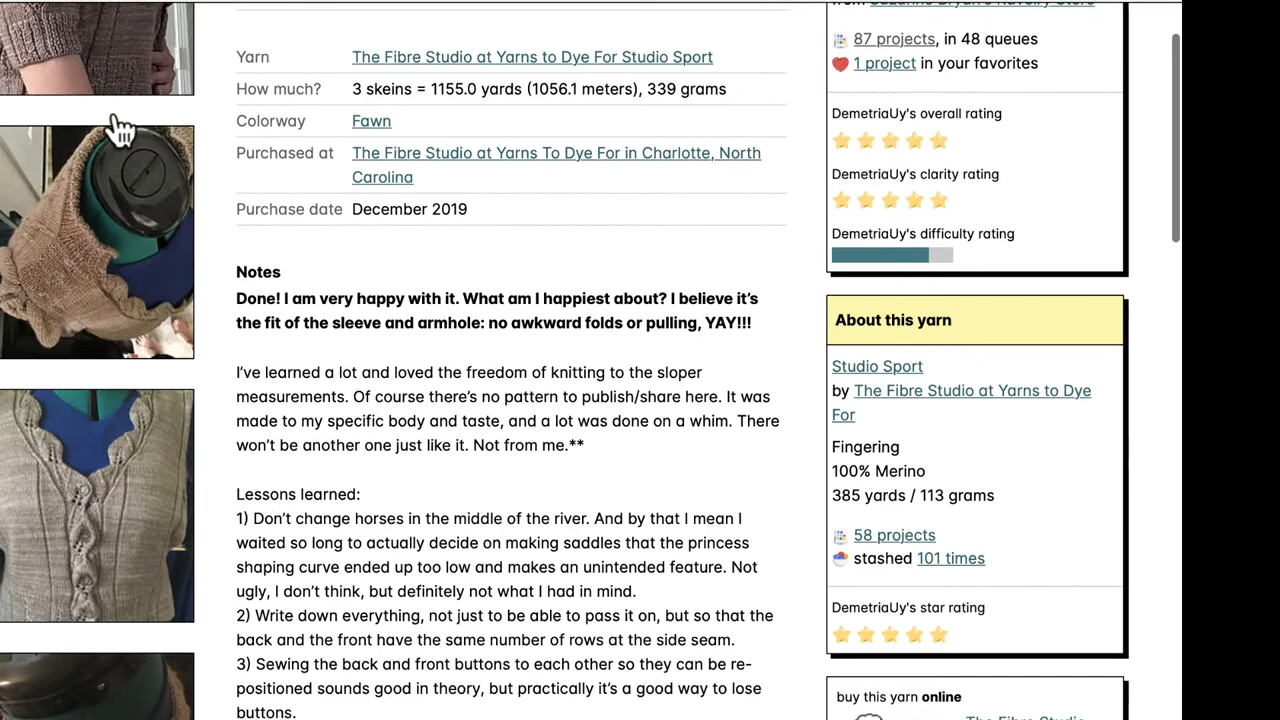 Yarn The Fibre Studio at Yarns to Dye For Studio Sport
How much? 3 skeins = 1155.0 yards (1056.1 meters), 339 grams
Colorway Fawn
Purchased at The Fibre Studio at Yarns To Dye For in Charlotte, North
Carolina
Purchase date December 2019
Notes
Done! I am very happy with it. What am I happiest about? I believe it's
the fit of the sleeve and armhole: no awkward folds or pulling, YAY!!!
I've learned a lot and loved the freedom of knitting to the sloper
measurements. Of course there's no pattern to publish/share here. It was
made to my specific body and taste, and a lot was done on a whim. There
won't be another one just like it. Not from me.**
Lessons learned:
1) Don't change horses in the middle of the river. And by that I mean I
waited so long to actually decide on making saddles that the princess
shaping curve ended up too low and makes an unintended feature. Not
ugly, I don't think, but definitely not what I had in mind.
2) Write down everything, not just to be able to pass it on, but so that the
back and the front have the same number of rows at the side seam.
3) Sewing the back and front buttons to each other so they can be re-
positioned sounds good in theory, but practically it's a good way to lose
buttons.
from Suzanne Bryan's Ravelry Store
87 projects, in 48 queues
1 project in your favorites
DemetriaUy's overall rating
DemetriaUy's clarity rating
DemetriaUy's difficulty rating
About this yarn
Studio Sport
by The Fibre Studio at Yarns to Dye
For
Fingering
100% Merino
385 yards / 113 grams
58 projects
stashed 101 times
DemetriaUy's star rating
buy this yarn online
The Fibre Studio